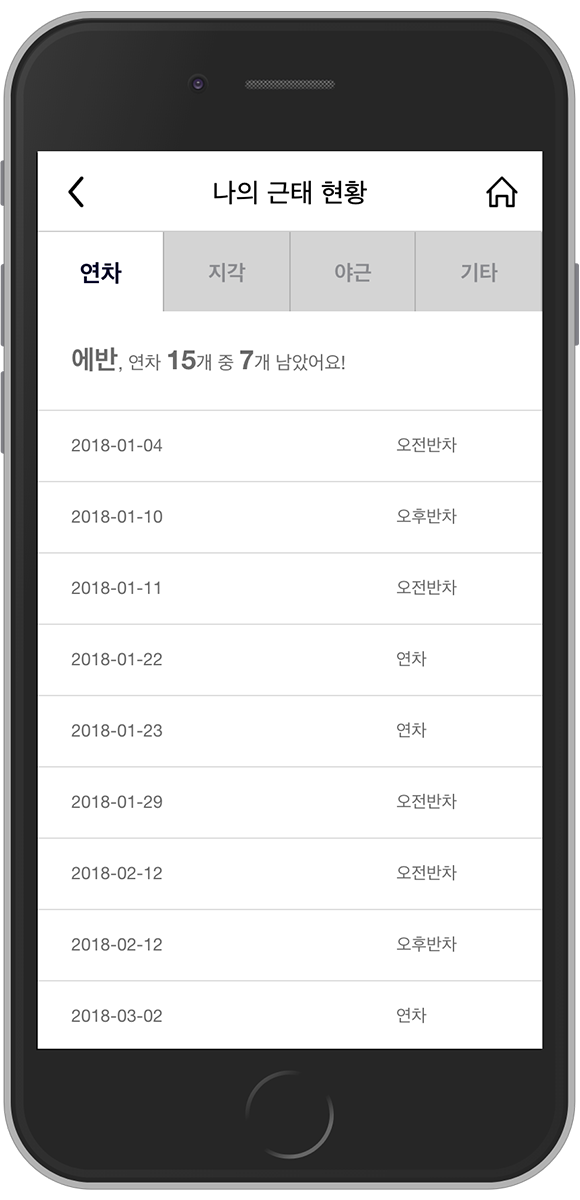 나의 근태 현황
연차 지각 야근 기타
에반, 연차 15개 중 7개 남았어요!
2018-01-04 오전반차
2018-01-10 오후반차
2018-01-11 오전반차
2018-01-22 연차
2018-01-23 연차
2018-01-29 오전반차
2018-02-12 오전반차
2018-02-12 오후반차
2018-03-02 연차